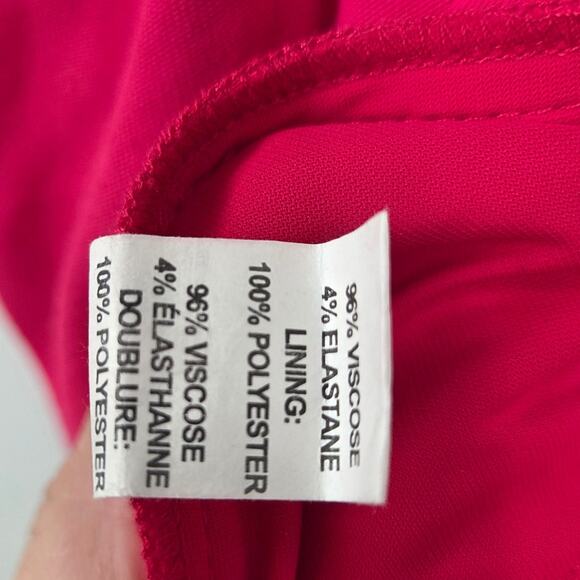 96% VISCOSE
4% ELASTANE
LINING:
100% POLYESTER
96% VISCOSE
4% ÉLASTHANNE
DOUBLURE:
100% POLYESTER